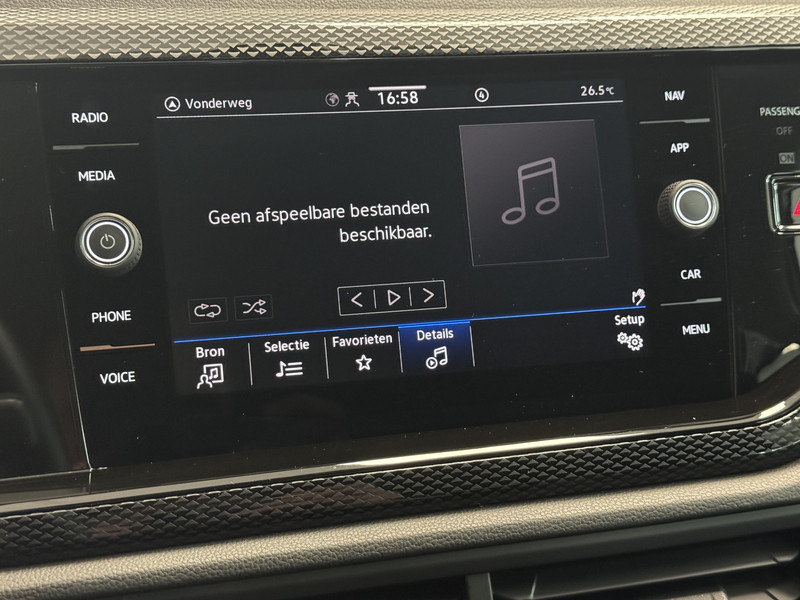 RADIO
MEDIA
PHONE
VOICE
Vonderweg
16:58
4
26.5°C
Geen afspeelbare bestanden
beschikbaar.
Bron
Selectie
Favorieten
Details
Setup
NAV
APP
CAR
MENU
PASSENG
OFF
ON